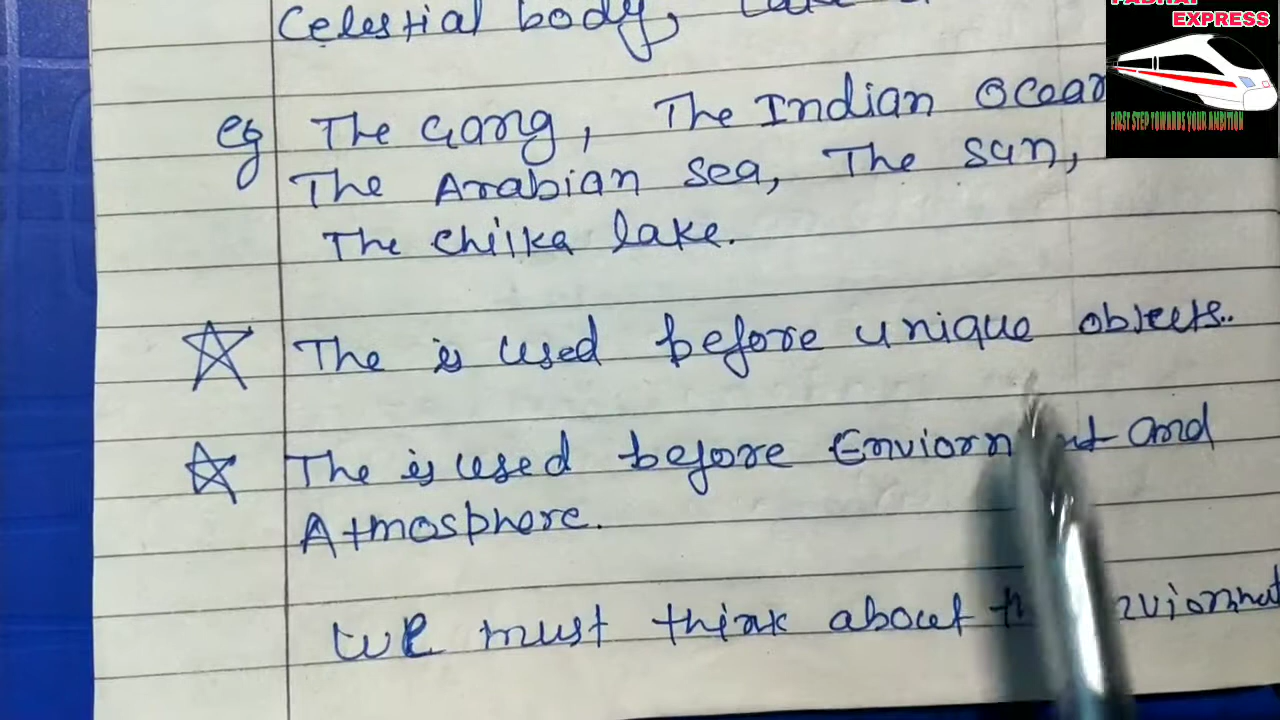 PADHAI
EXPRESS
FIRST STEP TOWARDS YOUR AMBITION
Celestial body,
eg The Gang, The Indian Ocean
The Arabian sea, The sun,
The chilka lake.
The is used before unique objects.
The is used before and
Atmosphere.
We must think about